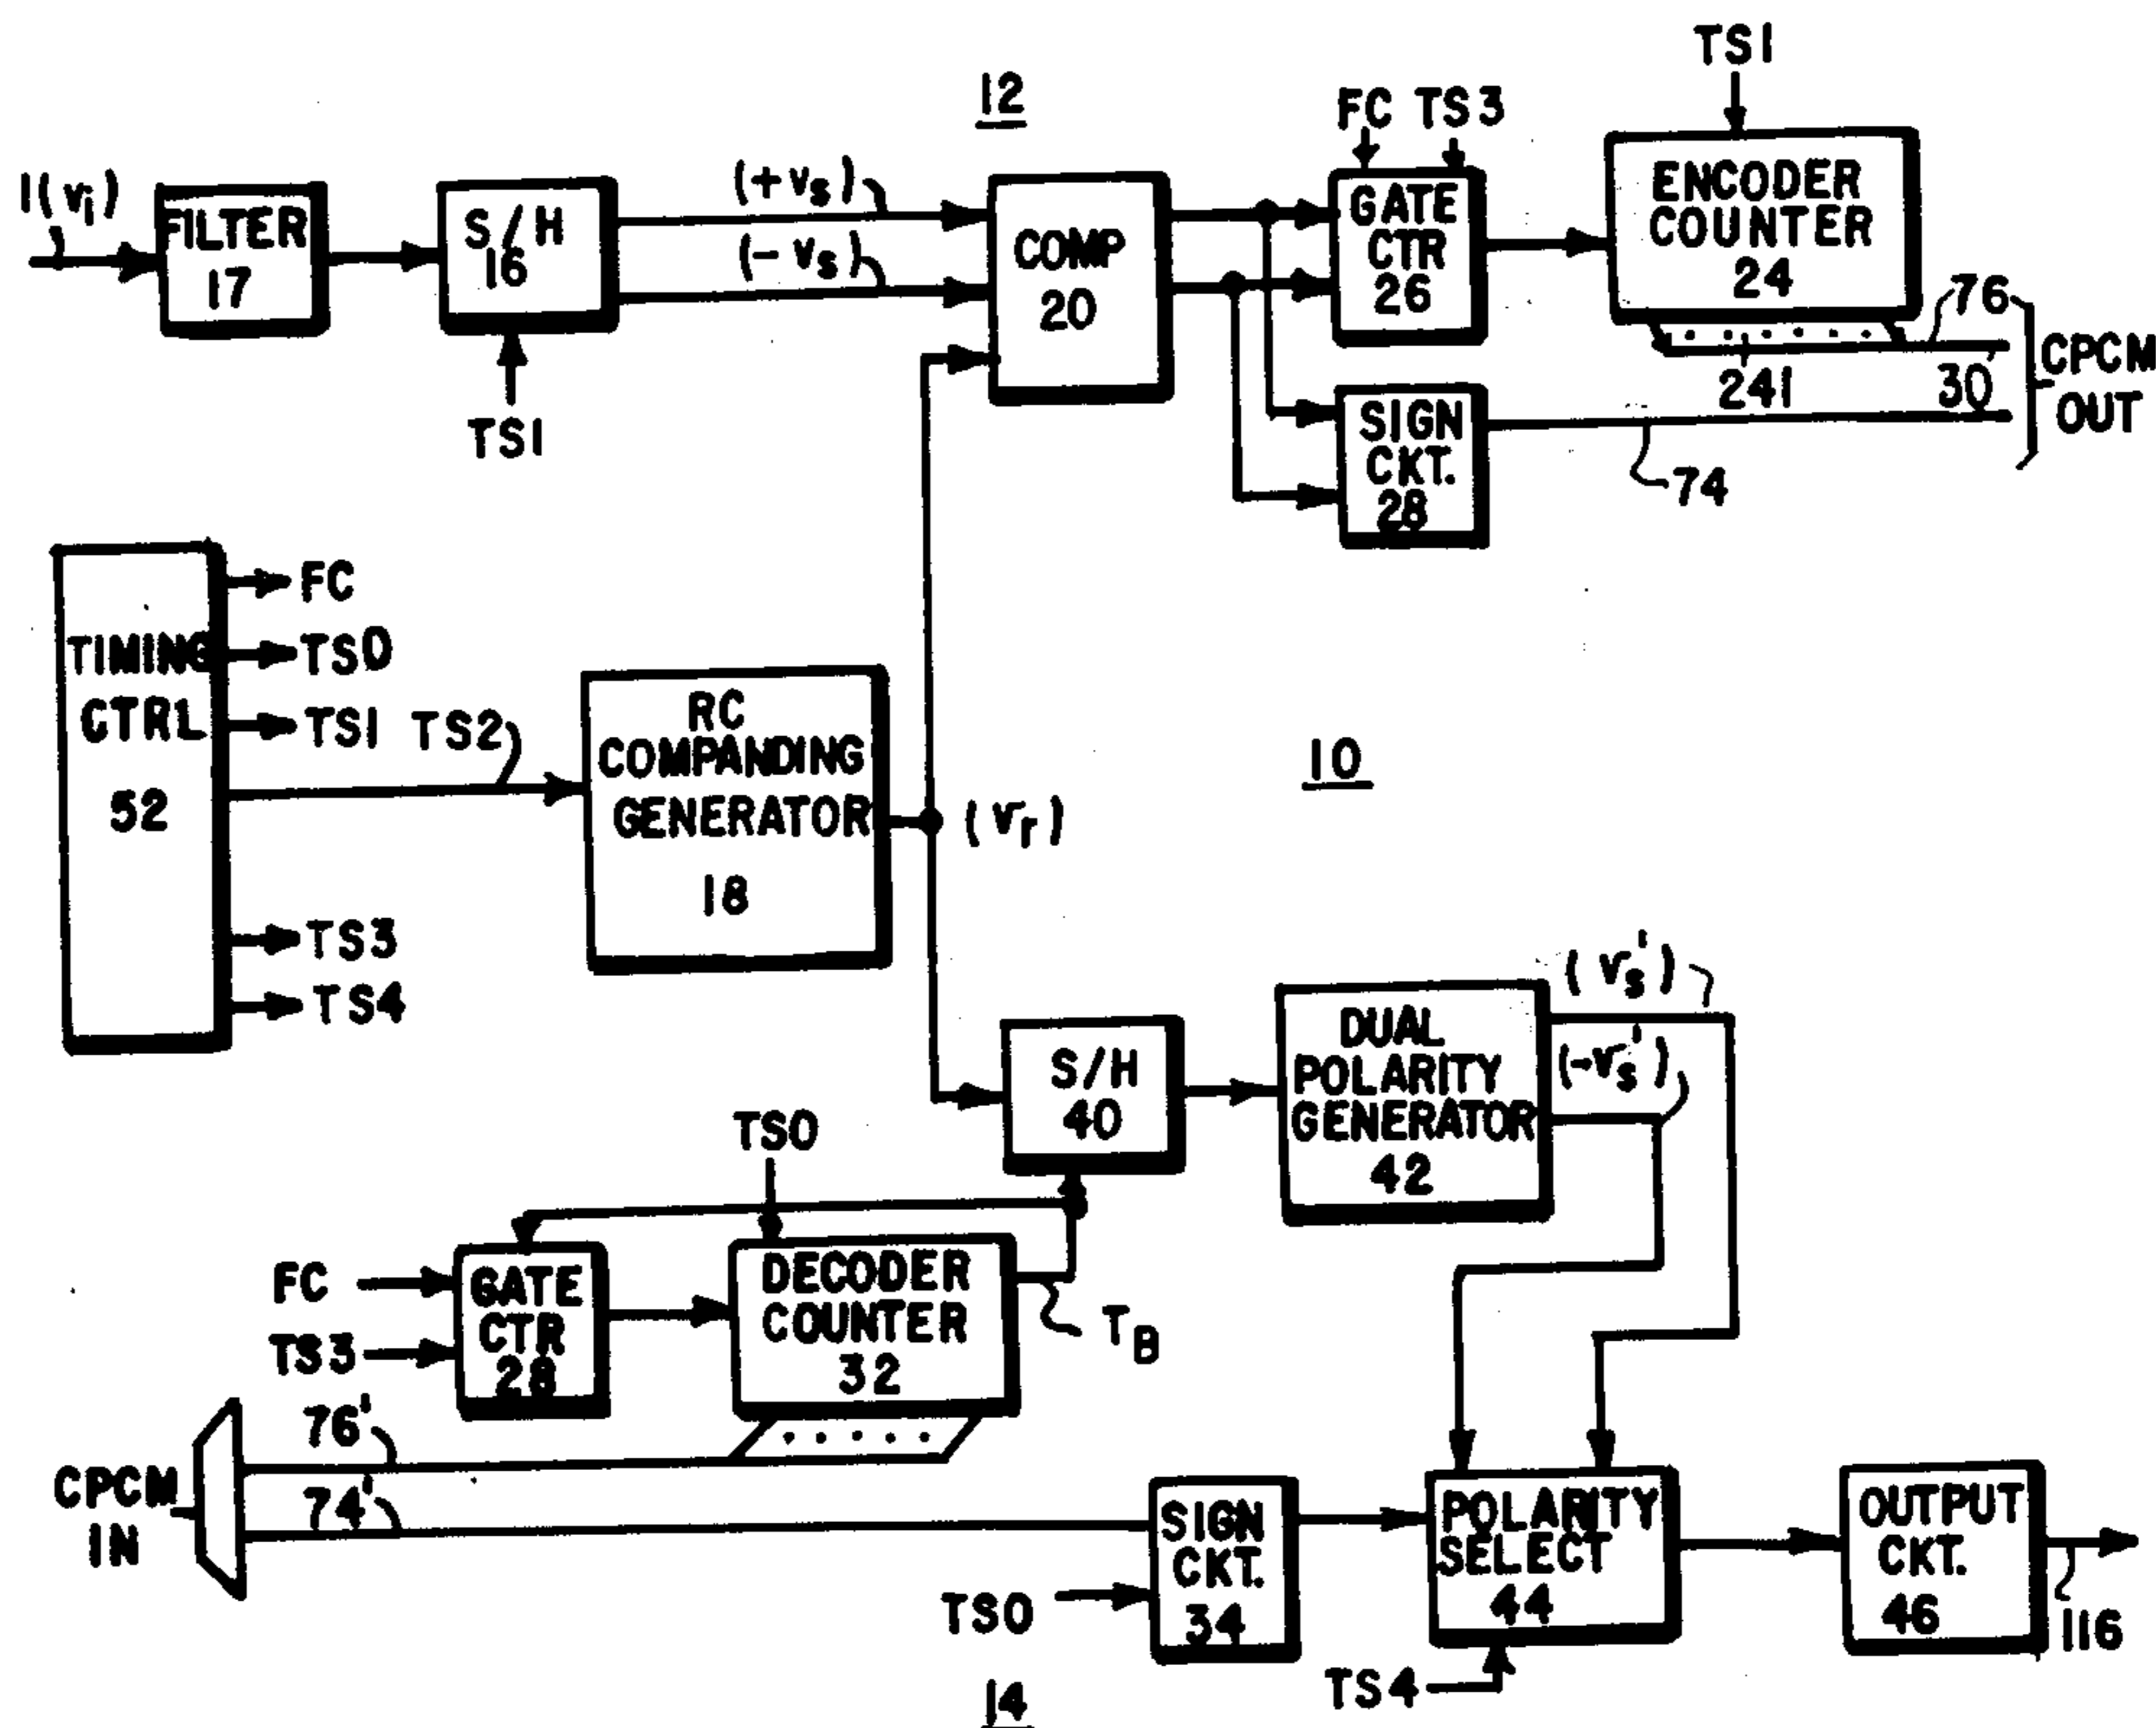 TS1
12
FC TS3
1(vi)
FILTER
17
S/H
16
(+vs)
(-vs)
COMP
20
GATE
CTR
26
ENCODER
COUNTER
24
76
CPCM
OUT
241
30
TS1
SIGN
CKT.
28
74
FC
TS0
TIMING
CTRL
52
TS1
TS2
TS3
TS4
RC
COMPANDING
GENERATOR
18
(vr)
10
(vs')
(-vs')
S/H
40
DUAL
POLARITY
GENERATOR
42
TS0
FC
TS3
GATE
CTR
28
DECODER
COUNTER
32
TB
76'
74'
CPCM
IN
SIGN
CKT.
34
TS0
POLARITY
SELECT
44
TS4
OUTPUT
CKT.
46
116
14